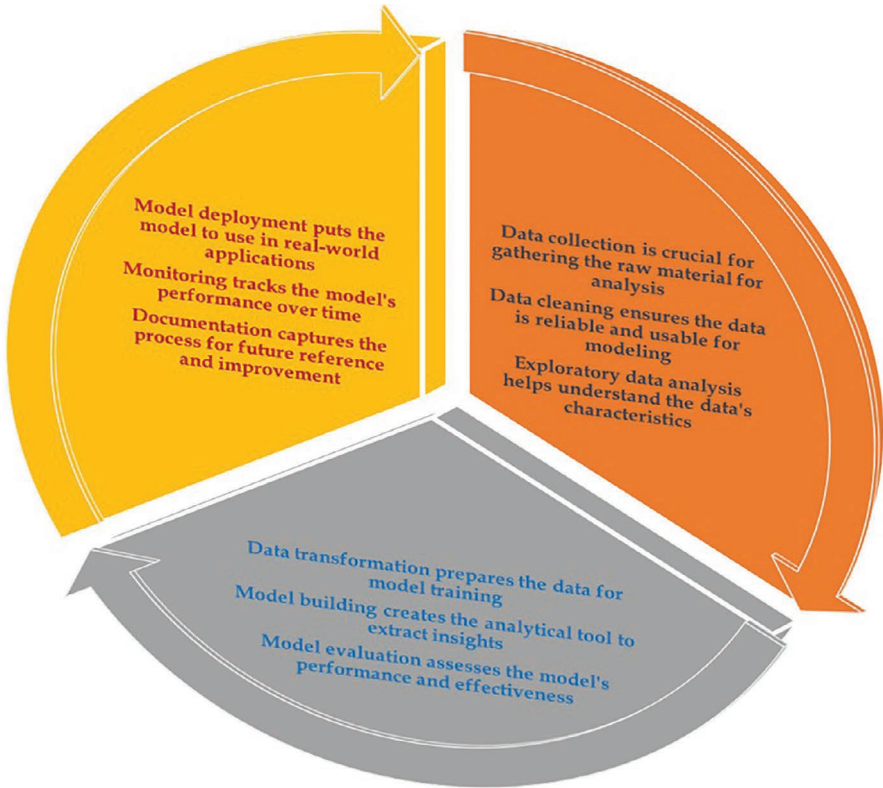 Model deployment puts the
model to use in real-world
applications
Monitoring tracks the model's
performance over time
Documentation captures the
process for future reference
and improvement
Data collection is crucial for
gathering the raw material for
analysis
Data cleaning ensures the data
is reliable and usable for
modeling
Exploratory data analysis
helps understand the data's
characteristics
Data transformation prepares the data for
model training
Model building creates the analytical tool to
extract insights
Model evaluation assesses the model's
performance and effectiveness